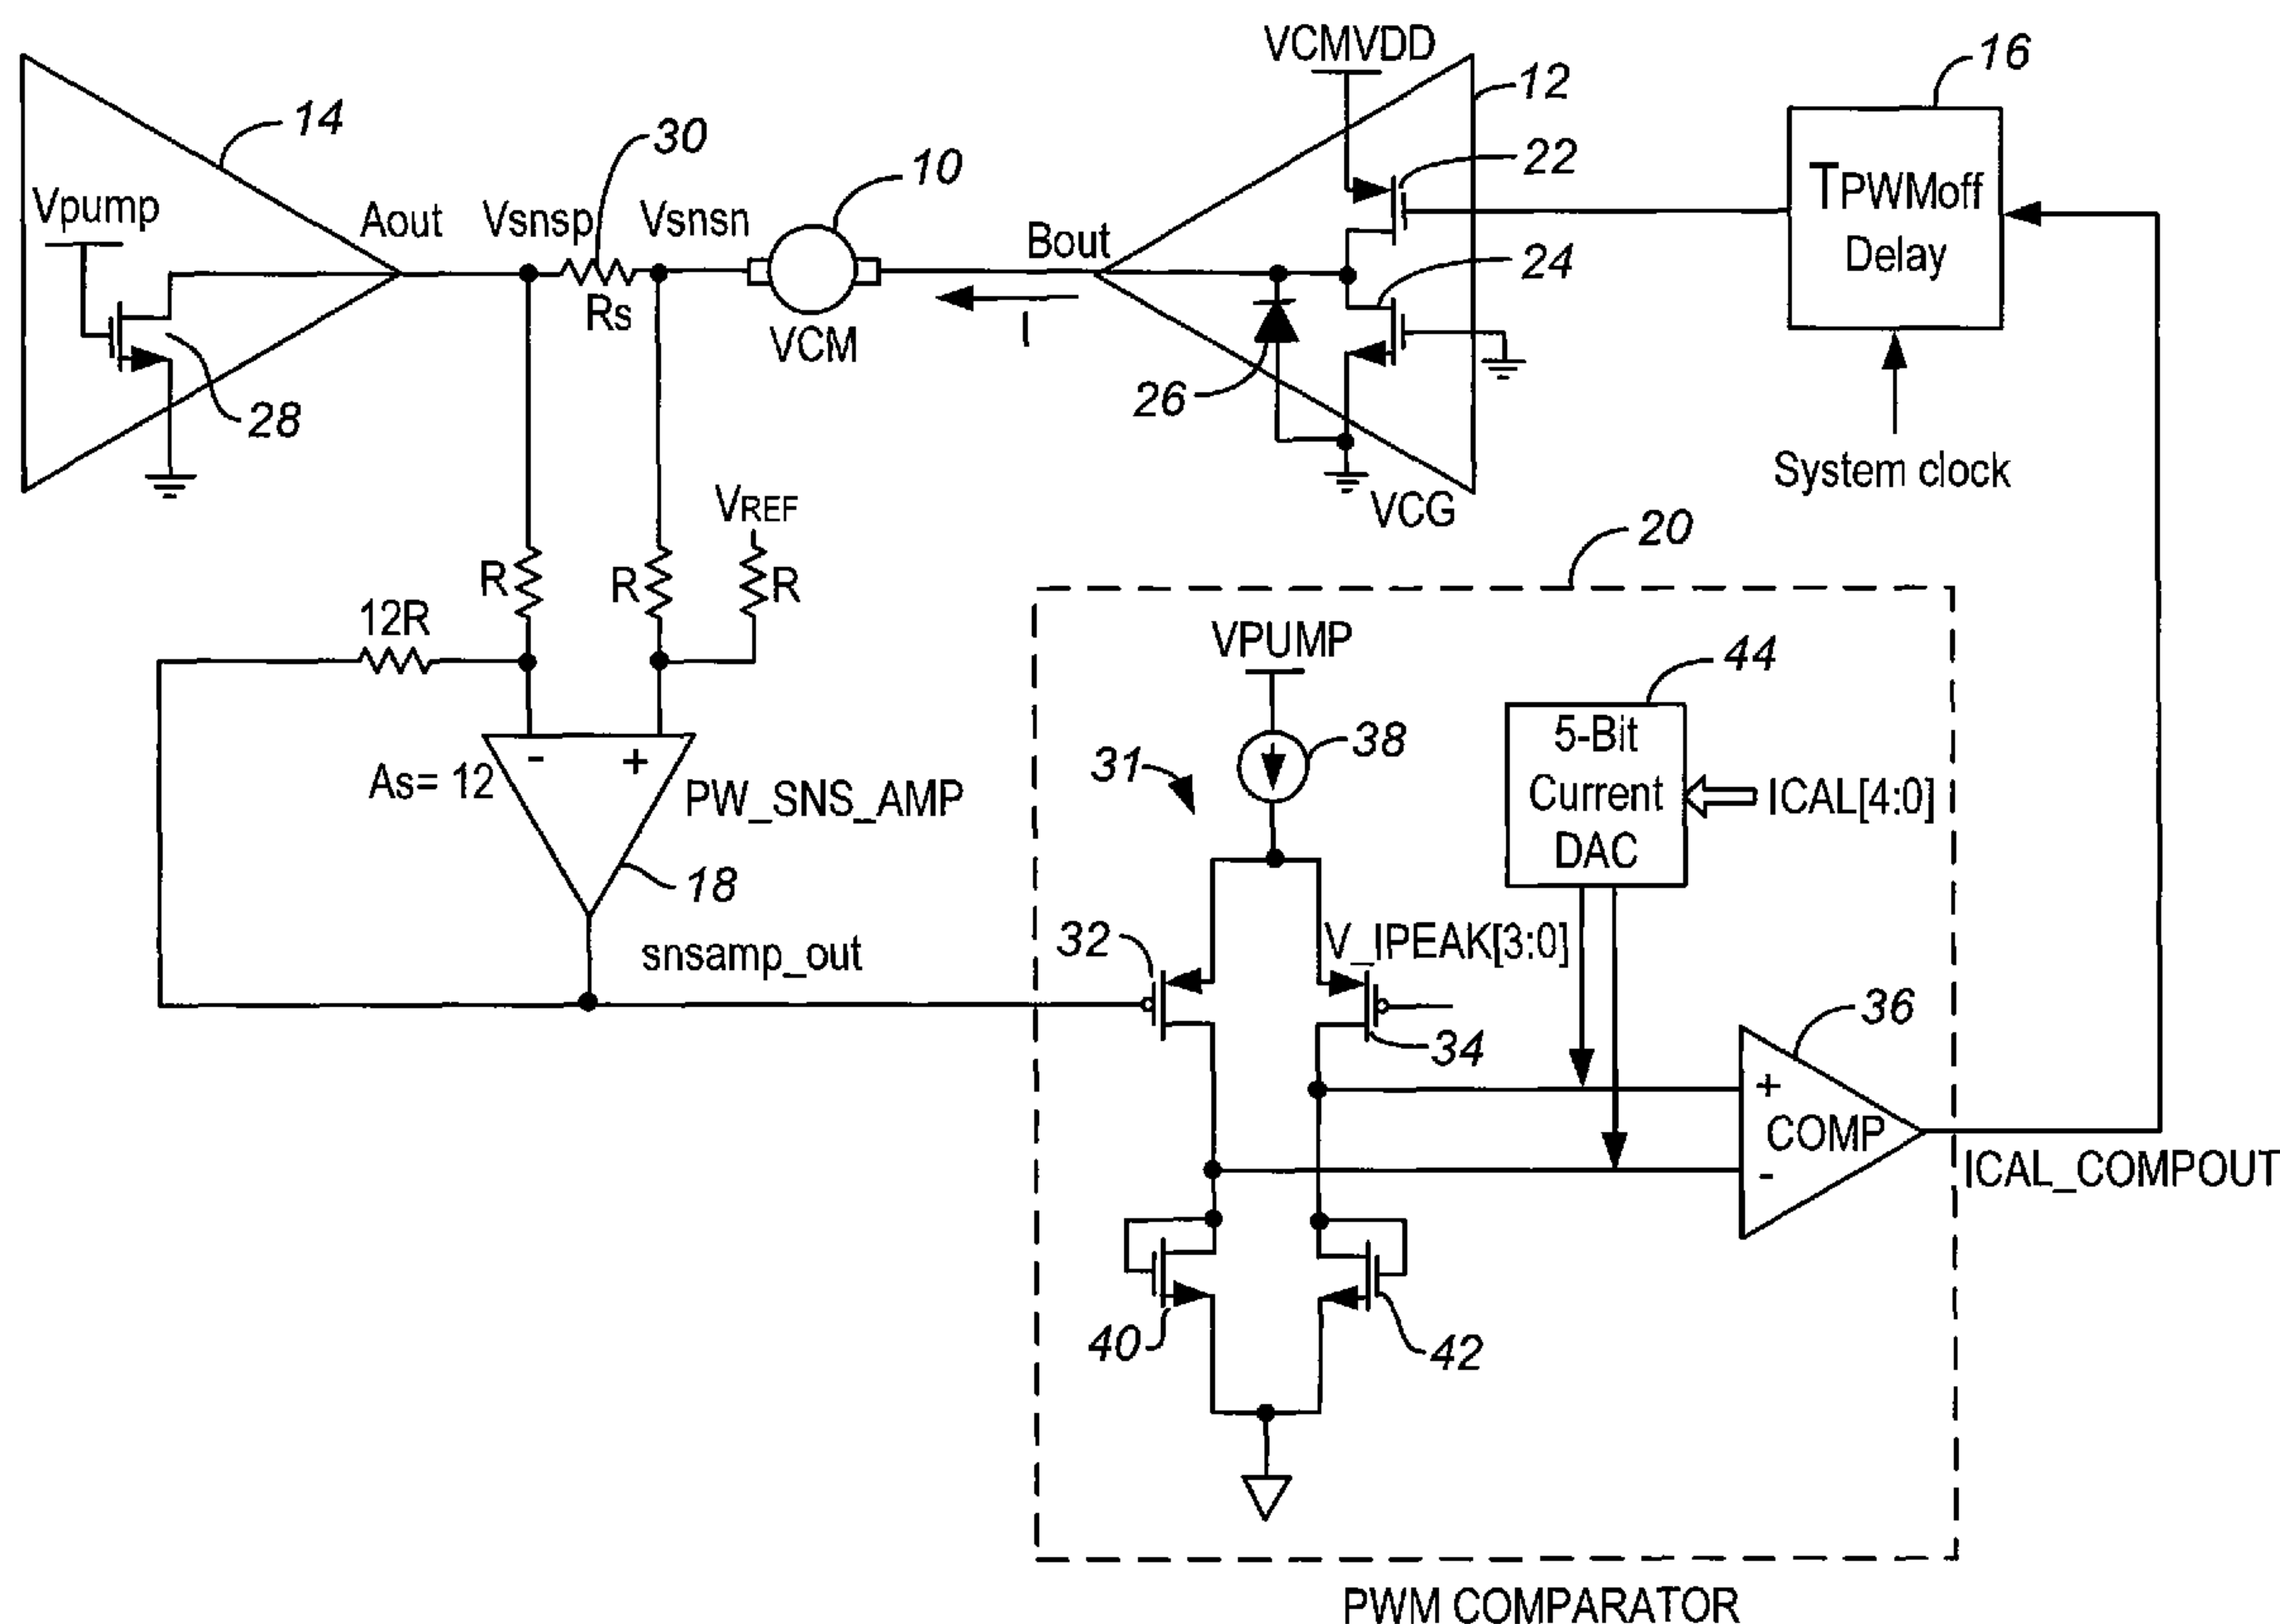 VCMVDD
12
16
14
30
10
22
TPWMoff
Delay
Vpump
Aout
Vsnsp
Vsnsn
Bout
24
Rs
VCM
I
26
28
VCG
System clock
VREF
20
R
R
R
12R
VPUMP
44
5-Bit
Current
DAC
ICAL[4:0]
38
31
As= 12
-
+
PW_SNS_AMP
18
snsamp_out
32
V_IPEAK[3:0]
34
36
+
COMP
-
ICAL_COMPOUT
40
42
PWM COMPARATOR